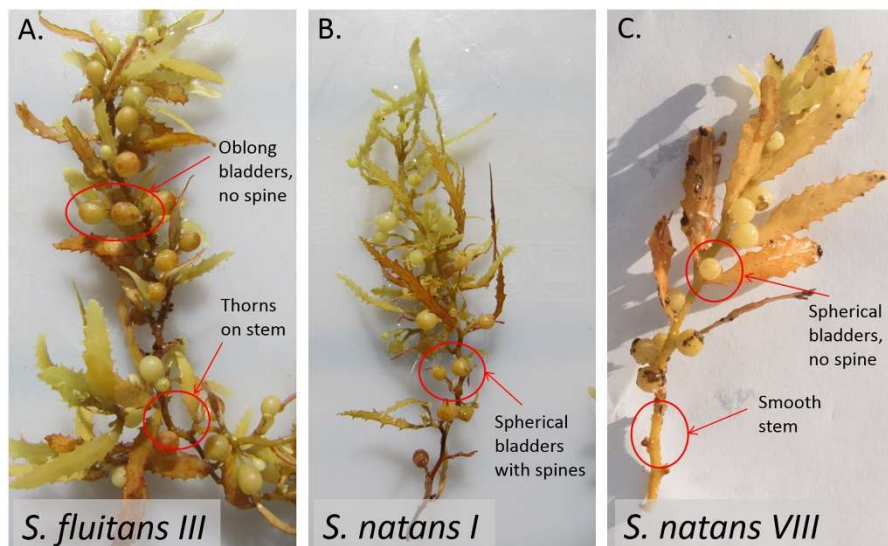 A.
Oblong
bladders,
no spine
Thorns
on stem
S. fluitans III
B.
Spherical
bladders
with spines
S. natans I
C.
Spherical
bladders,
no spine
Smooth
stem
S. natans VIII